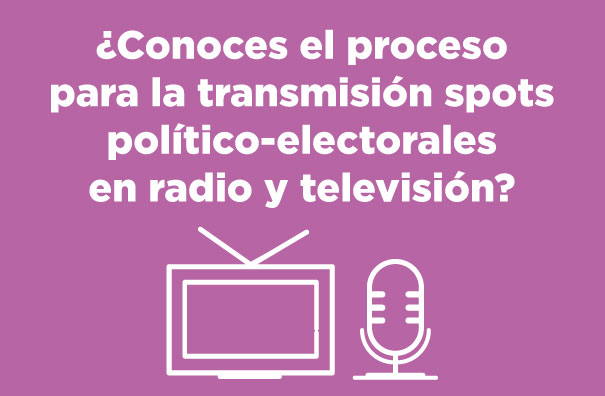 ¿Conoces el proceso
para la transmisión spots
político-electorales
en radio y televisión?